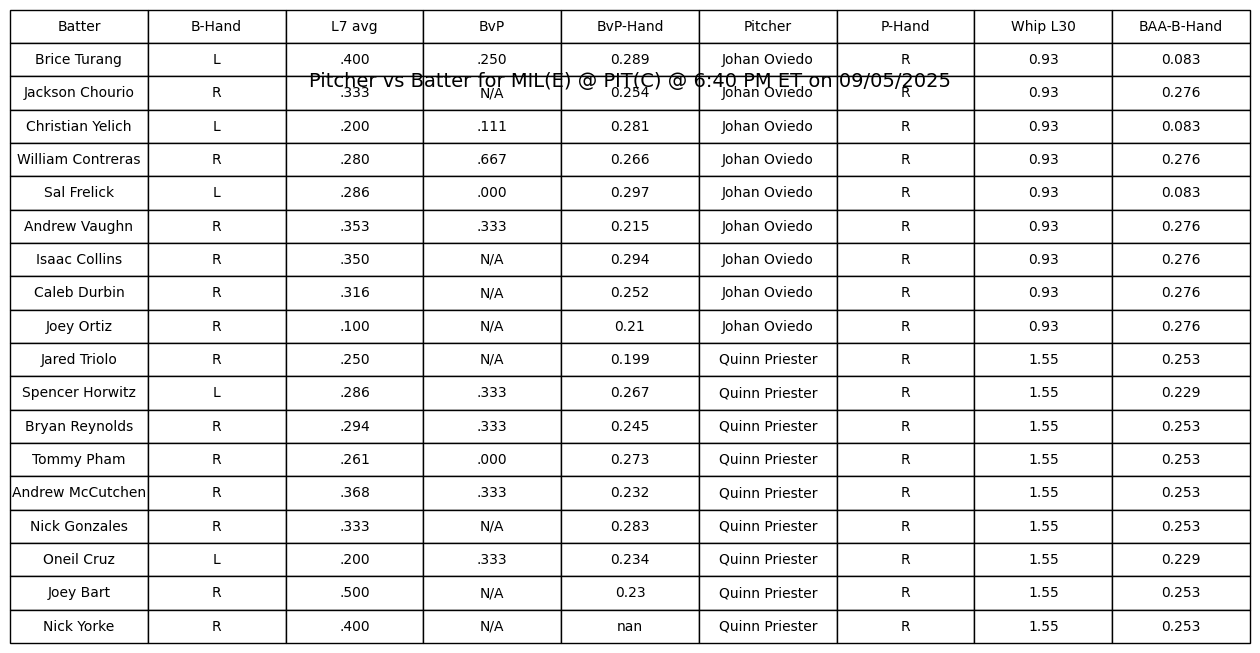 Batter B-Hand L7 avg BvP BvP-Hand Pitcher P-Hand Whip L30 BAA-B-Hand
Brice Turang L .400 .250 0.289 Johan Oviedo R 0.93 0.083
Pitcher vs Batter for MIL(E) @ PIT(C) @ 6:40 PM ET on 09/05/2025
Jackson Chourio R .333 N/A 0.254 Johan Oviedo R 0.93 0.276
Christian Yelich L .200 .111 0.281 Johan Oviedo R 0.93 0.083
William Contreras R .280 .667 0.266 Johan Oviedo R 0.93 0.276
Sal Frelick L .286 .000 0.297 Johan Oviedo R 0.93 0.083
Andrew Vaughn R .353 .333 0.215 Johan Oviedo R 0.93 0.276
Isaac Collins R .350 N/A 0.294 Johan Oviedo R 0.93 0.276
Caleb Durbin R .316 N/A 0.252 Johan Oviedo R 0.93 0.276
Joey Ortiz R .100 N/A 0.21 Johan Oviedo R 0.93 0.276
Jared Triolo R .250 N/A 0.199 Quinn Priester R 1.55 0.253
Spencer Horwitz L .286 .333 0.267 Quinn Priester R 1.55 0.229
Bryan Reynolds R .294 .333 0.245 Quinn Priester R 1.55 0.253
Tommy Pham R .261 .000 0.273 Quinn Priester R 1.55 0.253
Andrew McCutchen R .368 .333 0.232 Quinn Priester R 1.55 0.253
Nick Gonzales R .333 N/A 0.283 Quinn Priester R 1.55 0.253
Oneil Cruz L .200 .333 0.234 Quinn Priester R 1.55 0.229
Joey Bart R .500 N/A 0.23 Quinn Priester R 1.55 0.253
Nick Yorke R .400 N/A nan Quinn Priester R 1.55 0.253